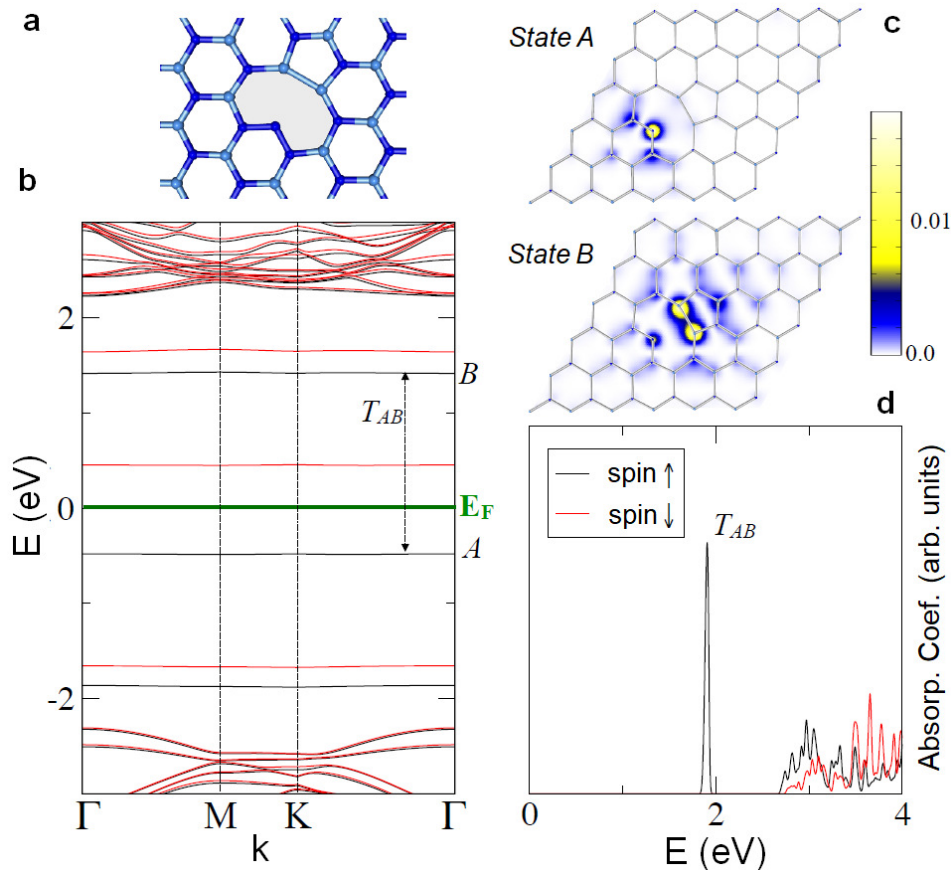 a
b
E (eV)
2
0
-2
B
T_AB
E_F
A
Γ
M
K
Γ
k
State A
c
0.01
0.0
State B
d
spin ↑
spin ↓
T_AB
Absorp. Coef. (arb. units)
0
2
4
E (eV)